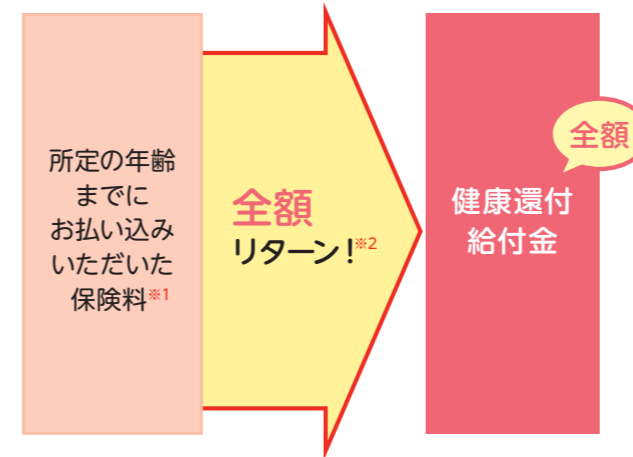 所定の年齢
までに
お払い込み
いただいた
保険料※1
全額
リターン!※2
健康還付
給付金
全額